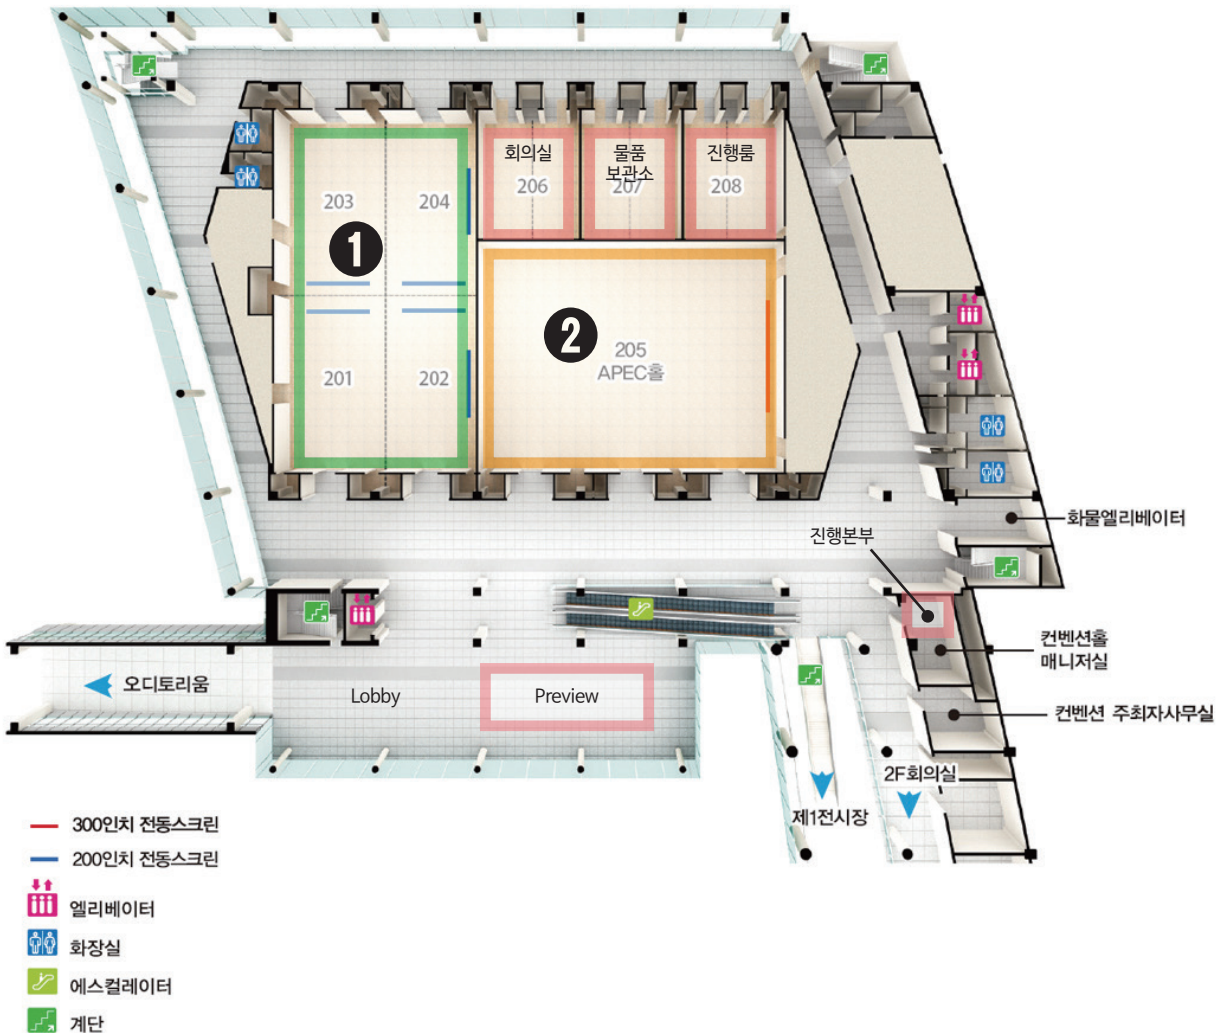 회의실
206
물품
보관소
207
진행룸
208
203
204
1
201
202
2
205
APEC홀
화물엘리베이터
진행본부
컨벤션홀
매니저실
오디토리움
Lobby
Preview
컨벤션 주최자사무실
2F회의실
제1전시장
300인치 전동스크린
200인치 전동스크린
엘리베이터
화장실
에스컬레이터
계단